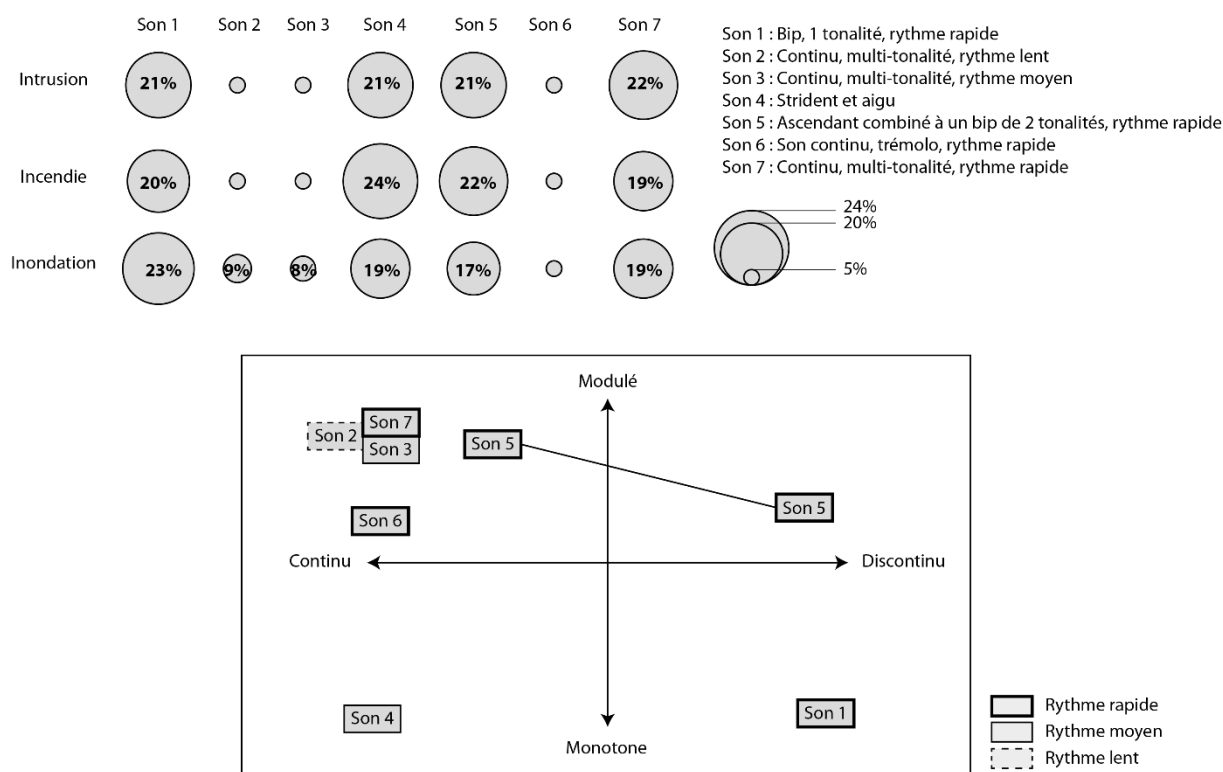 Son 1 Son 2 Son 3 Son 4 Son 5 Son 6 Son 7
Intrusion 21% 21% 21% 22%
Incendie 20% 24% 22% 19%
Inondation 23% 9% 8% 19% 17% 19%
Son 1 : Bip, 1 tonalité, rythme rapide
Son 2 : Continu, multi-tonalité, rythme lent
Son 3 : Continu, multi-tonalité, rythme moyen
Son 4 : Strident et aigu
Son 5 : Ascendant combiné à un bip de 2 tonalités, rythme rapide
Son 6 : Son continu, trémolo, rythme rapide
Son 7 : Continu, multi-tonalité, rythme rapide
24%
20%
5%
Modulé
Son 7
Son 2
Son 3
Son 5
Son 5
Son 6
Continu Discontinu
Son 4 Son 1
Monotone
Rythme rapide
Rythme moyen
Rythme lent